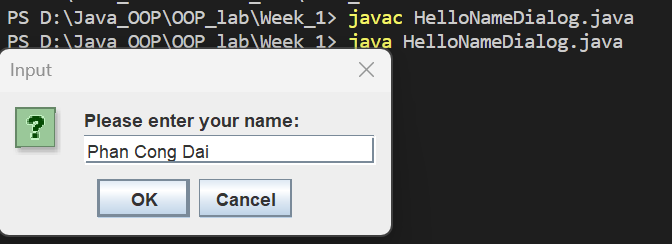 PS D:\Java_OOP\OOP_lab\Week_1> javac HelloNameDialog.java
PS D:\Java_OOP\OOP_lab\Week_1> java HelloNameDialog.java
Input
?
Please enter your name:
Phan Cong Dai
OK Cancel